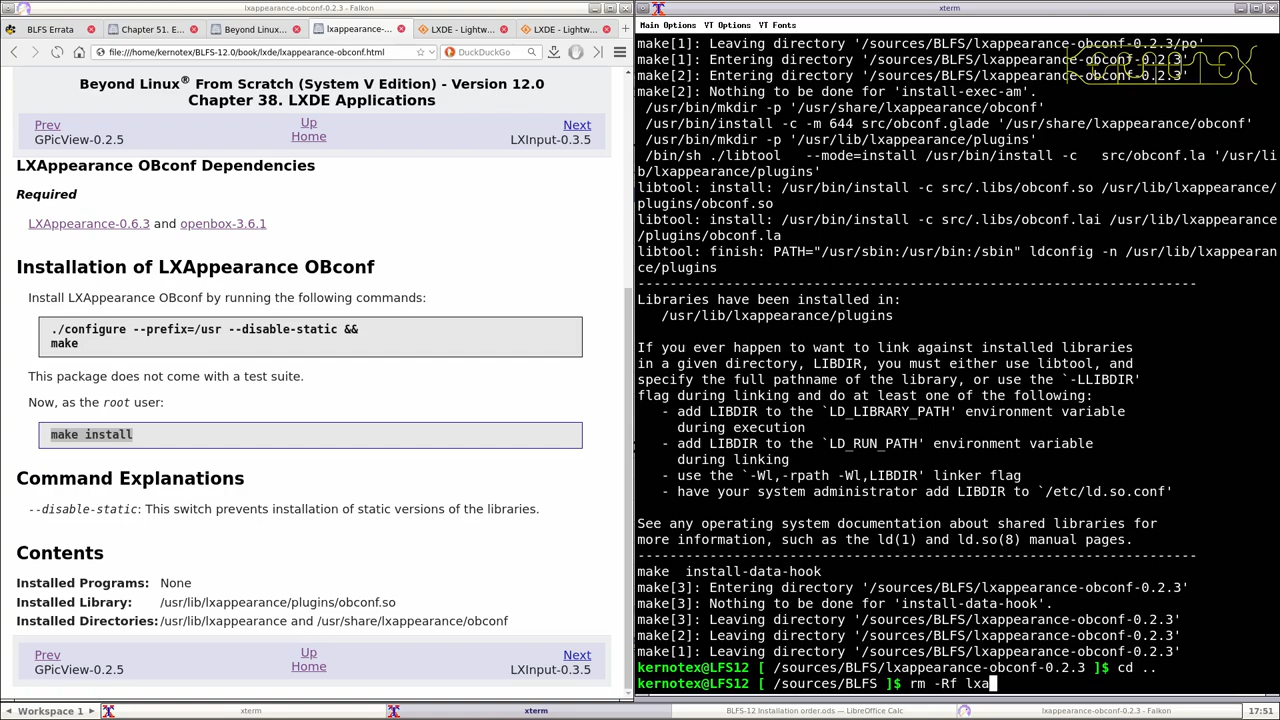 lxappearance-obconf-0.2.3 - Falkon
BLFS Errata
Chapter 51. E...
Beyond Linux...
lxappearance-...
LXDE - Lightw...
LXDE - Lightw...
file:///home/kernotex/BLFS-12.0/book/lxde/lxappearance-obconf.html
DuckDuckGo
Beyond Linux® From Scratch (System V Edition) - Version 12.0
Chapter 38. LXDE Applications
Prev Up Next
GPicView-0.2.5 Home LXInput-0.3.5
LXAppearance OBconf Dependencies
Required
LXAppearance-0.6.3 and openbox-3.6.1
Installation of LXAppearance OBconf
Install LXAppearance OBconf by running the following commands:
./configure --prefix=/usr --disable-static &&
make
This package does not come with a test suite.
Now, as the root user:
make install
Command Explanations
--disable-static: This switch prevents installation of static versions of the libraries.
Contents
Installed Programs: None
Installed Library: /usr/lib/lxappearance/plugins/obconf.so
Installed Directories: /usr/lib/lxappearance and /usr/share/lxappearance/obconf
Prev Up Next
GPicView-0.2.5 Home LXInput-0.3.5
xterm
Main Options VT Options VT Fonts
make[1]: Leaving directory '/sources/BLFS/lxappearance-obconf-0.2.3/po'
make[1]: Entering directory '/sources/BLFS/lxappearance-obconf-0.2.3'
make[2]: Entering directory '/sources/BLFS/lxappearance-obconf-0.2.3'
make[2]: Nothing to be done for 'install-exec-am'.
/usr/bin/mkdir -p '/usr/share/lxappearance/obconf'
/usr/bin/install -c -m 644 src/obconf.glade '/usr/share/lxappearance/obconf'
/usr/bin/mkdir -p '/usr/lib/lxappearance/plugins'
/bin/sh ./libtool   --mode=install /usr/bin/install -c   src/obconf.la '/usr/li
b/lxappearance/plugins'
libtool: install: /usr/bin/install -c src/.libs/obconf.so /usr/lib/lxappearance/
plugins/obconf.so
libtool: install: /usr/bin/install -c src/.libs/obconf.lai /usr/lib/lxappearance
/plugins/obconf.la
libtool: finish: PATH="/usr/sbin:/usr/bin:/sbin" ldconfig -n /usr/lib/lxappearan
ce/plugins
----------------------------------------------------------------------
Libraries have been installed in:
/usr/lib/lxappearance/plugins
If you ever happen to want to link against installed libraries
in a given directory, LIBDIR, you must either use libtool, and
specify the full pathname of the library, or use the `-LLIBDIR'
flag during linking and do at least one of the following:
- add LIBDIR to the `LD_LIBRARY_PATH' environment variable
during execution
- add LIBDIR to the `LD_RUN_PATH' environment variable
during linking
- use the `-Wl,-rpath -Wl,LIBDIR' linker flag
- have your system administrator add LIBDIR to `/etc/ld.so.conf'
See any operating system documentation about shared libraries for
more information, such as the ld(1) and ld.so(8) manual pages.
----------------------------------------------------------------------
make  install-data-hook
make[3]: Entering directory '/sources/BLFS/lxappearance-obconf-0.2.3'
make[3]: Nothing to be done for 'install-data-hook'.
make[3]: Leaving directory '/sources/BLFS/lxappearance-obconf-0.2.3'
make[2]: Leaving directory '/sources/BLFS/lxappearance-obconf-0.2.3'
make[1]: Leaving directory '/sources/BLFS/lxappearance-obconf-0.2.3'
kernotex@LFS12 [ /sources/BLFS/lxappearance-obconf-0.2.3 ]$ cd ..
kernotex@LFS12 [ /sources/BLFS ]$ rm -Rf lxa
KERNOTEX
Workspace 1
xterm
xterm
BLFS-12 Installation order.ods — LibreOffice Calc
lxappearance-obconf-0.2.3 - Falkon
17:51